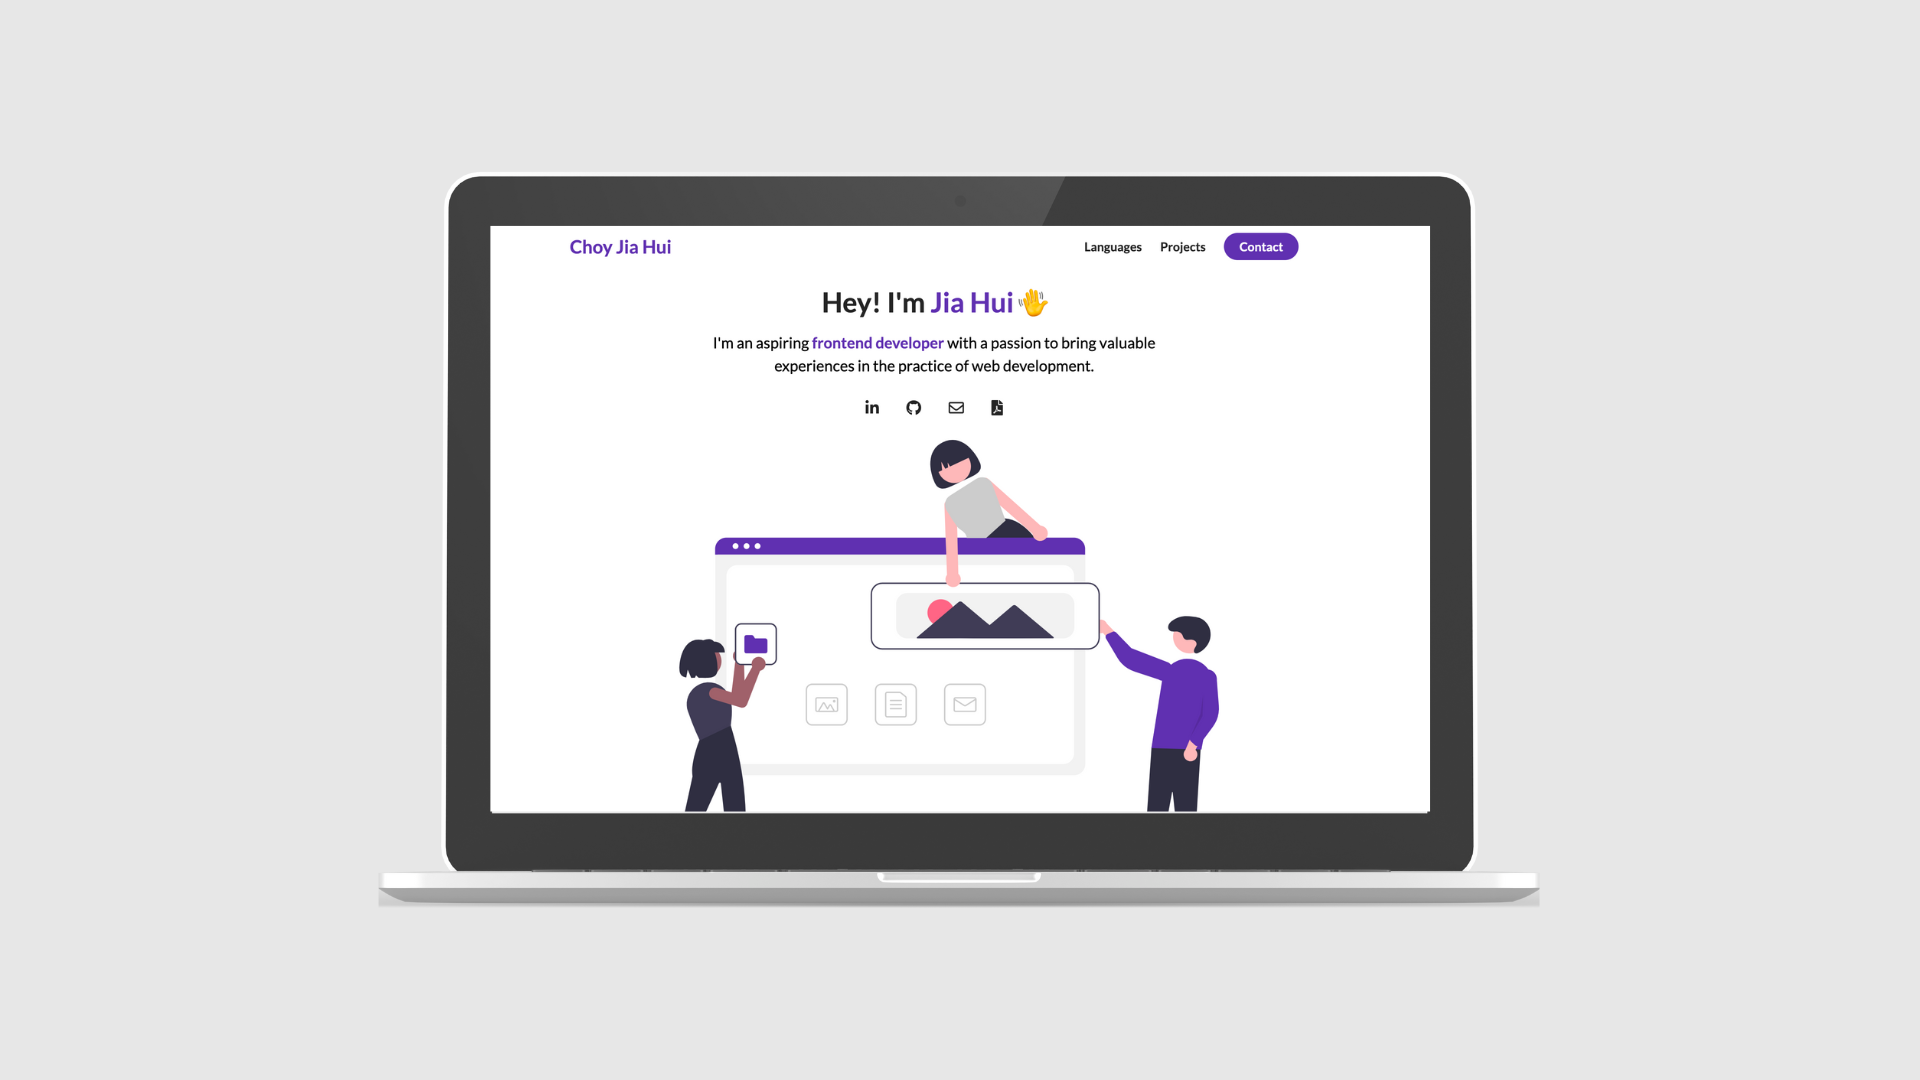 Choy Jia Hui
Languages Projects Contact
Hey! I'm Jia Hui 👋
I'm an aspiring frontend developer with a passion to bring valuable
experiences in the practice of web development.
in